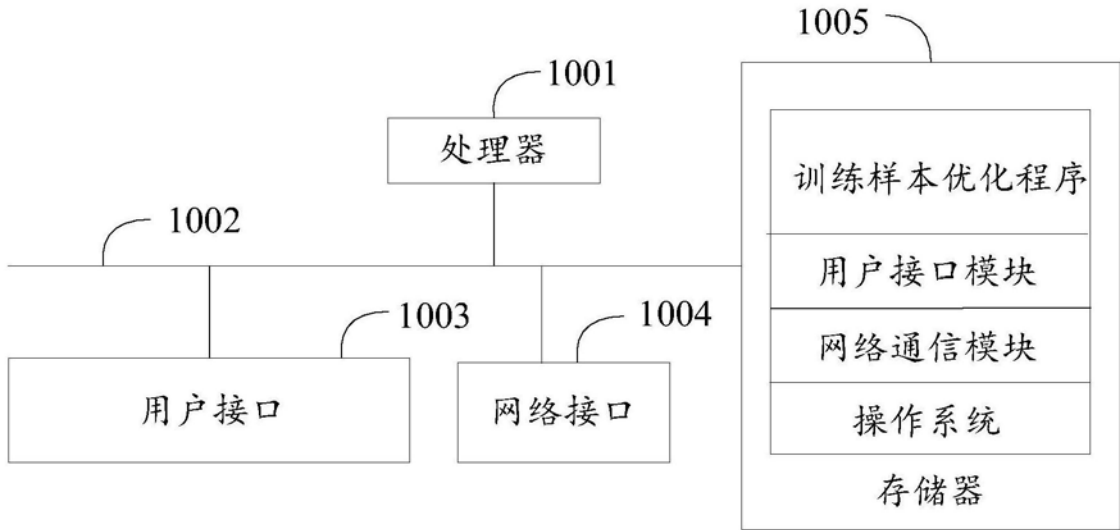 1005
1001
处理器
训练样本优化程序
1002
用户接口模块
1003
1004
网络通信模块
用户接口
网络接口
操作系统
存储器